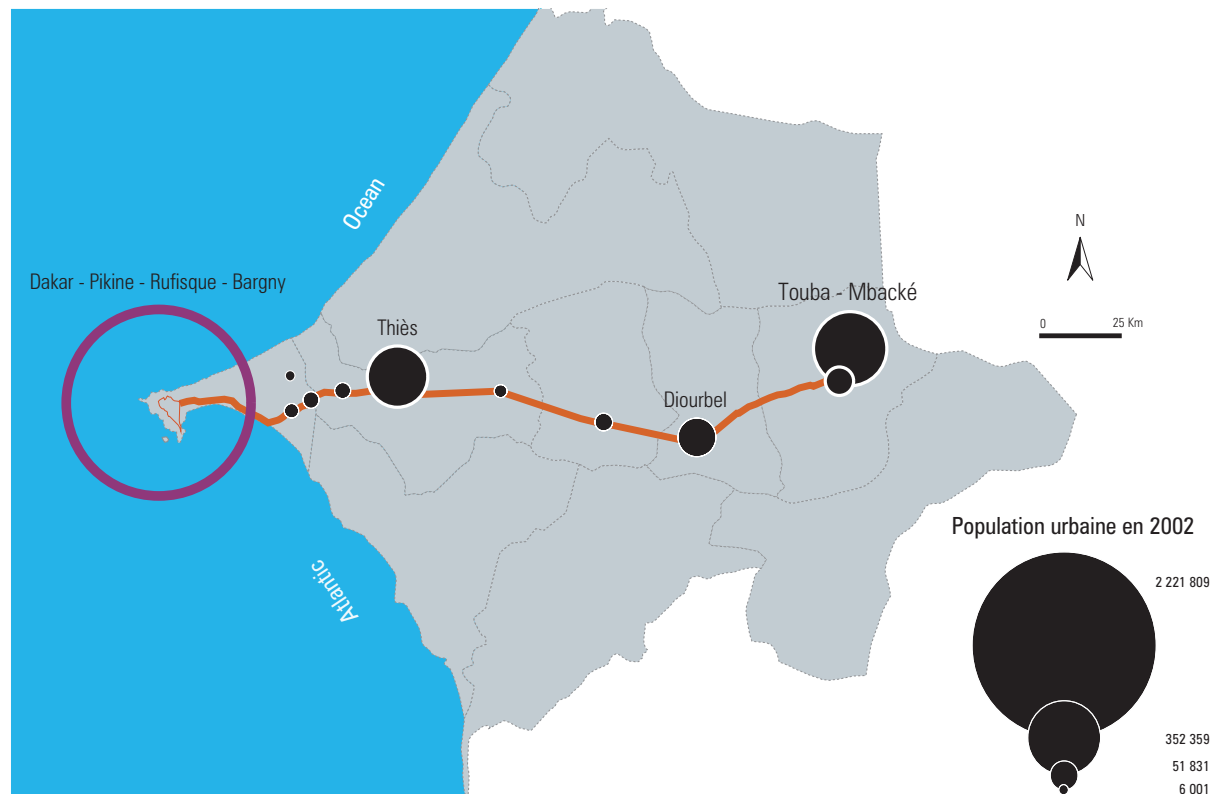 Ocean
N
Dakar - Pikine - Rufisque - Bargny
Touba - Mbacké
Thiès
0 25 Km
Diourbel
Population urbaine en 2002
Atlantic
2 221 809
352 359
51 831
6 001